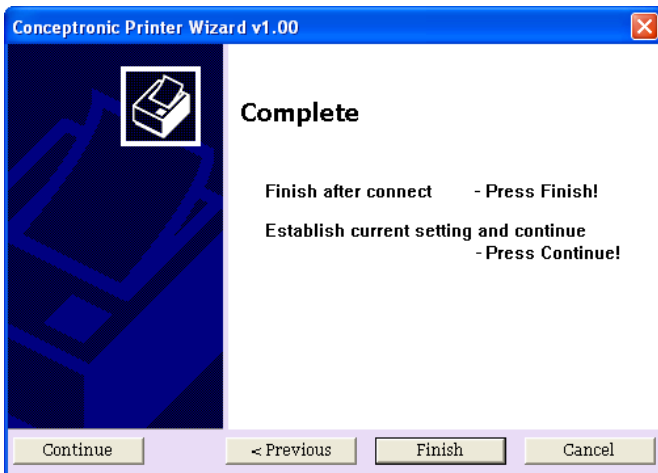 Conceptronic Printer Wizard v1.00
Complete
Finish after connect - Press Finish!
Establish current setting and continue
- Press Continue!
Continue
< Previous
Finish
Cancel